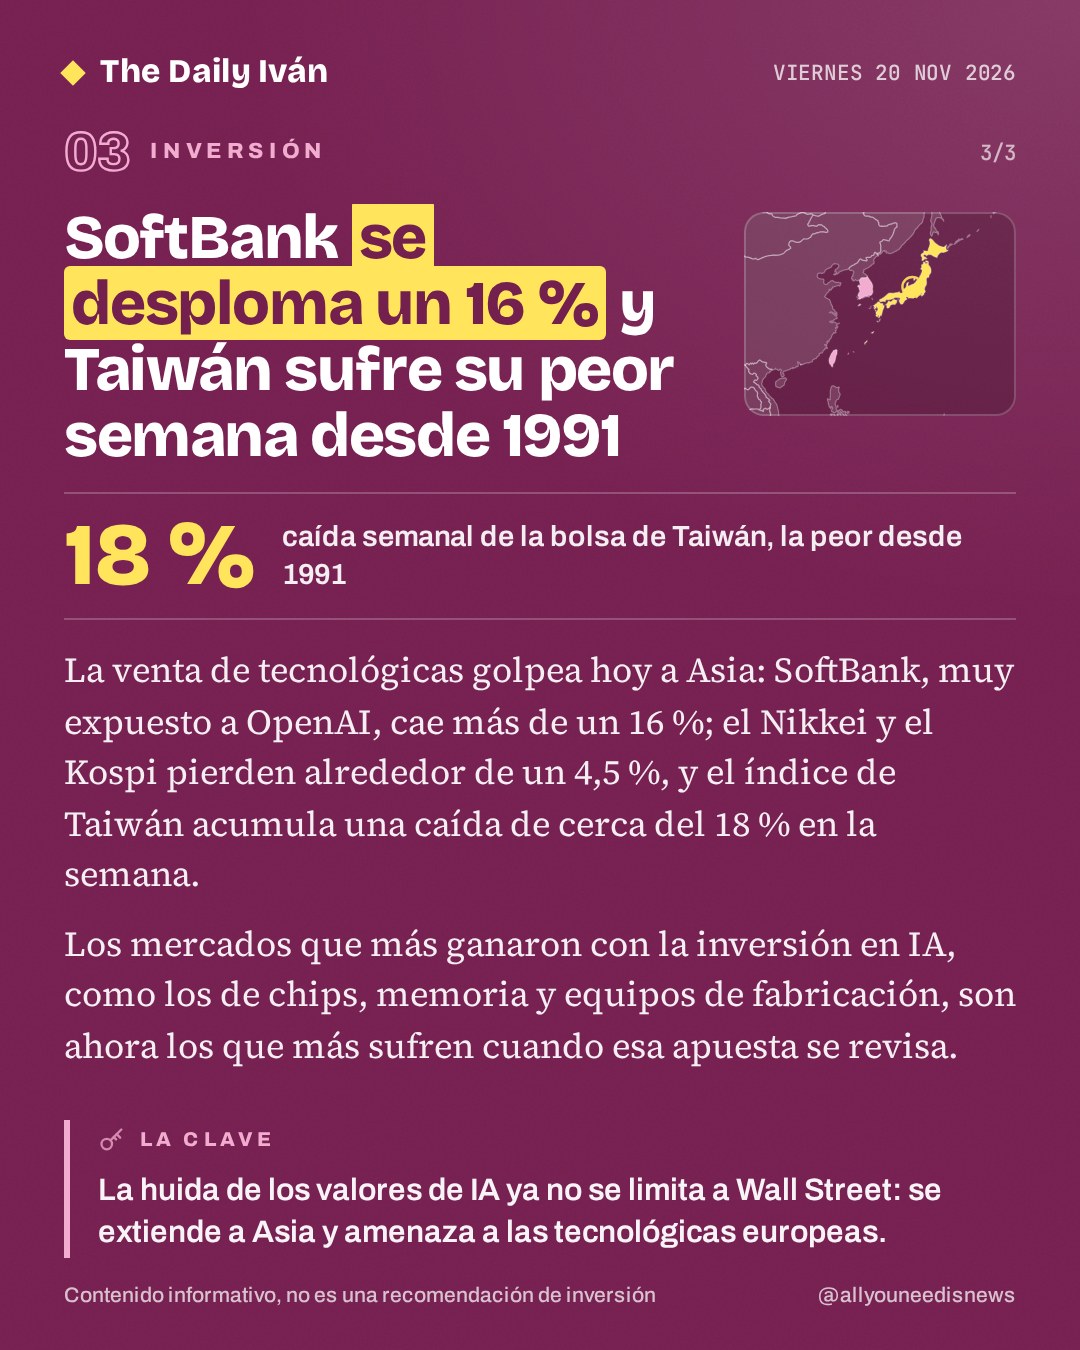 The Daily Iván
VIERNES 20 NOV 2026
03 INVERSIÓN
3/3
SoftBank se
desploma un 16 % y
Taiwán sufre su peor
semana desde 1991
18 %
caída semanal de la bolsa de Taiwán, la peor desde
1991
La venta de tecnológicas golpea hoy a Asia: SoftBank, muy
expuesto a OpenAI, cae más de un 16 %; el Nikkei y el
Kospi pierden alrededor de un 4,5 %, y el índice de
Taiwán acumula una caída de cerca del 18 % en la
semana.
Los mercados que más ganaron con la inversión en IA,
como los de chips, memoria y equipos de fabricación, son
ahora los que más sufren cuando esa apuesta se revisa.
LA CLAVE
La huida de los valores de IA ya no se limita a Wall Street: se
extiende a Asia y amenaza a las tecnológicas europeas.
Contenido informativo, no es una recomendación de inversión
@allyouneedisnews